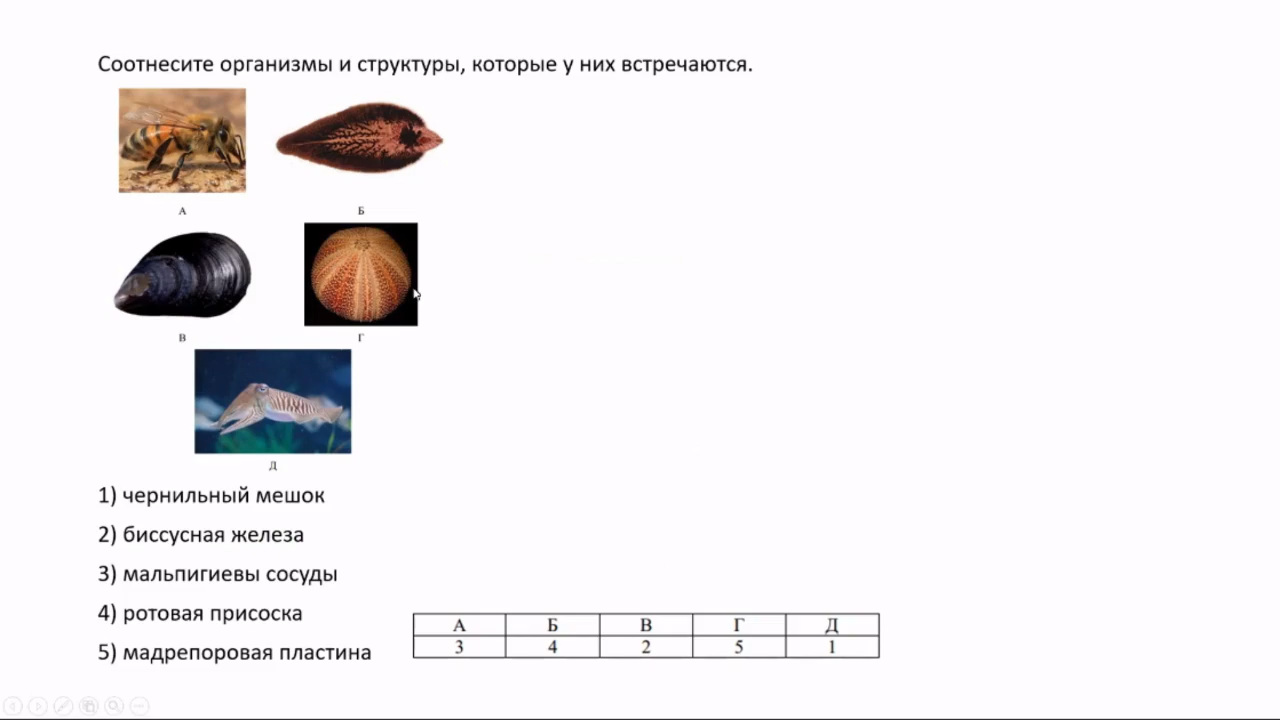 Соотнесите организмы и структуры, которые у них встречаются.
А
Б
В
Г
Д
1) чернильный мешок
2) биссусная железа
3) мальпигиевы сосуды
4) ротовая присоска
5) мадрепоровая пластина
А Б В Г Д
3 4 2 5 1